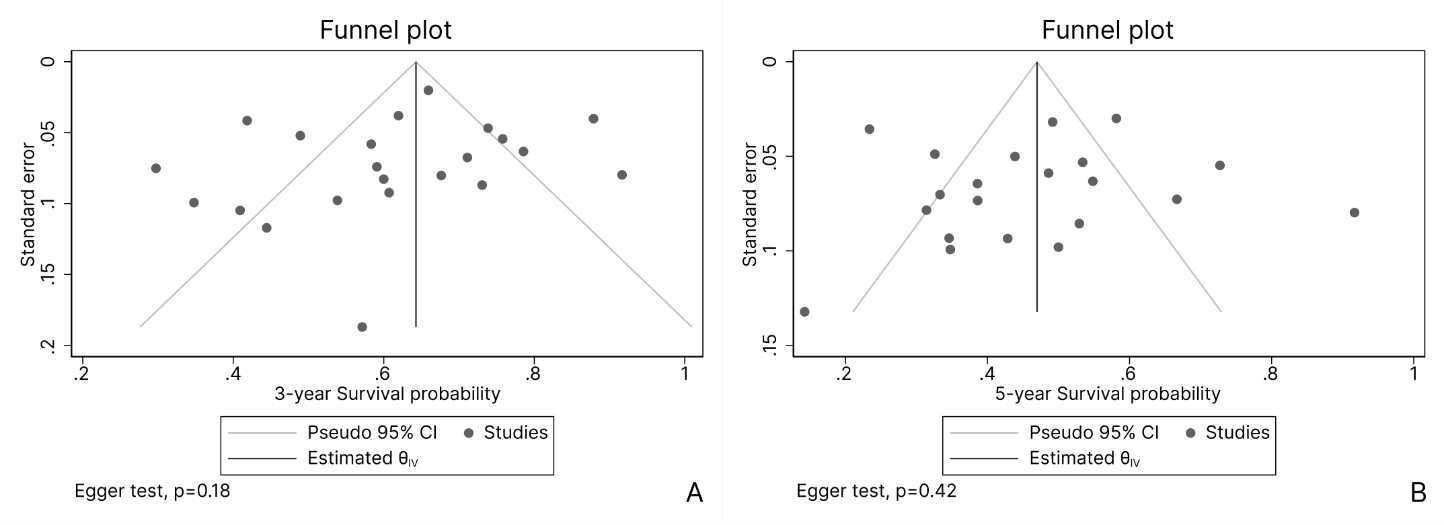 Funnel plot
0
.05
.1
.15
.2
Standard error
.2
.4
.6
.8
1
3-year Survival probability
Pseudo 95% CI
Studies
Estimated θIV
Egger test, p=0.18
A
Funnel plot
0
.05
.1
.15
Standard error
.2
.4
.6
.8
1
5-year Survival probability
Pseudo 95% CI
Studies
Estimated θIV
Egger test, p=0.42
B